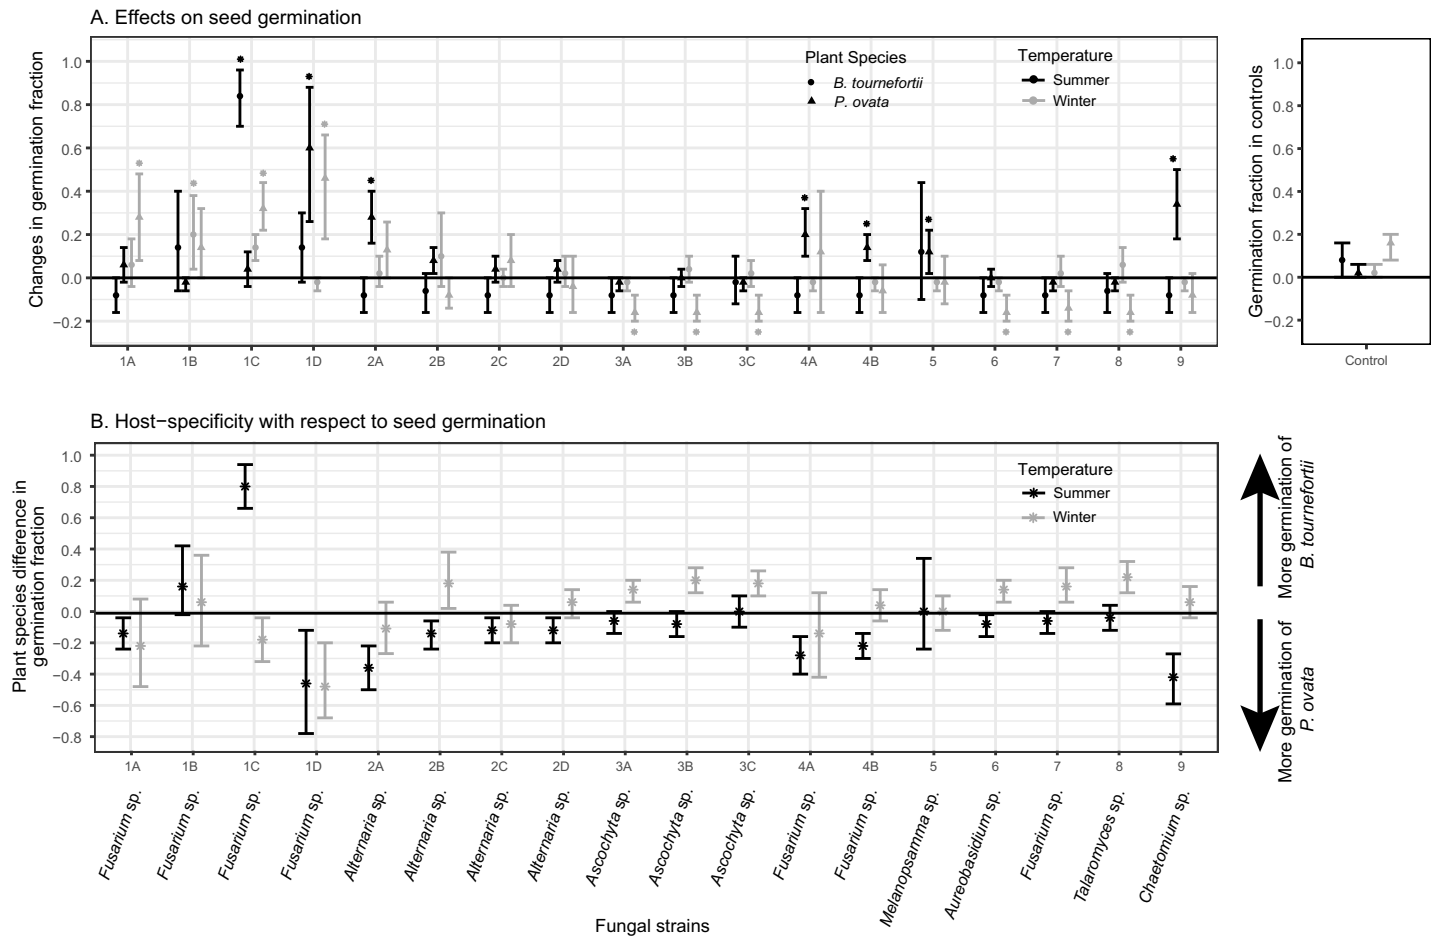 A. Effects on seed germination
Changes in germination fraction
1.0
0.8
0.6
0.4
0.2
0.0
−0.2
Plant Species
B. tournefortii
P. ovata
Temperature
Summer
Winter
1A 1B 1C 1D 2A 2B 2C 2D 3A 3B 3C 4A 4B 5 6 7 8 9
Germination fraction in controls
1.0
0.8
0.6
0.4
0.2
0.0
−0.2
Control
B. Host−specificity with respect to seed germination
Plant species difference in
germination fraction
1.0
0.8
0.6
0.4
0.2
0.0
−0.2
−0.4
−0.6
−0.8
Temperature
Summer
Winter
More germination of
B. tournefortii
More germination of
P. ovata
1A 1B 1C 1D 2A 2B 2C 2D 3A 3B 3C 4A 4B 5 6 7 8 9
Fusarium sp.
Fusarium sp.
Fusarium sp.
Fusarium sp.
Alternaria sp.
Alternaria sp.
Alternaria sp.
Alternaria sp.
Ascochyta sp.
Ascochyta sp.
Ascochyta sp.
Fusarium sp.
Fusarium sp.
Melanopsamma sp.
Aureobasidium sp.
Fusarium sp.
Talaromyces sp.
Chaetomium sp.
Fungal strains